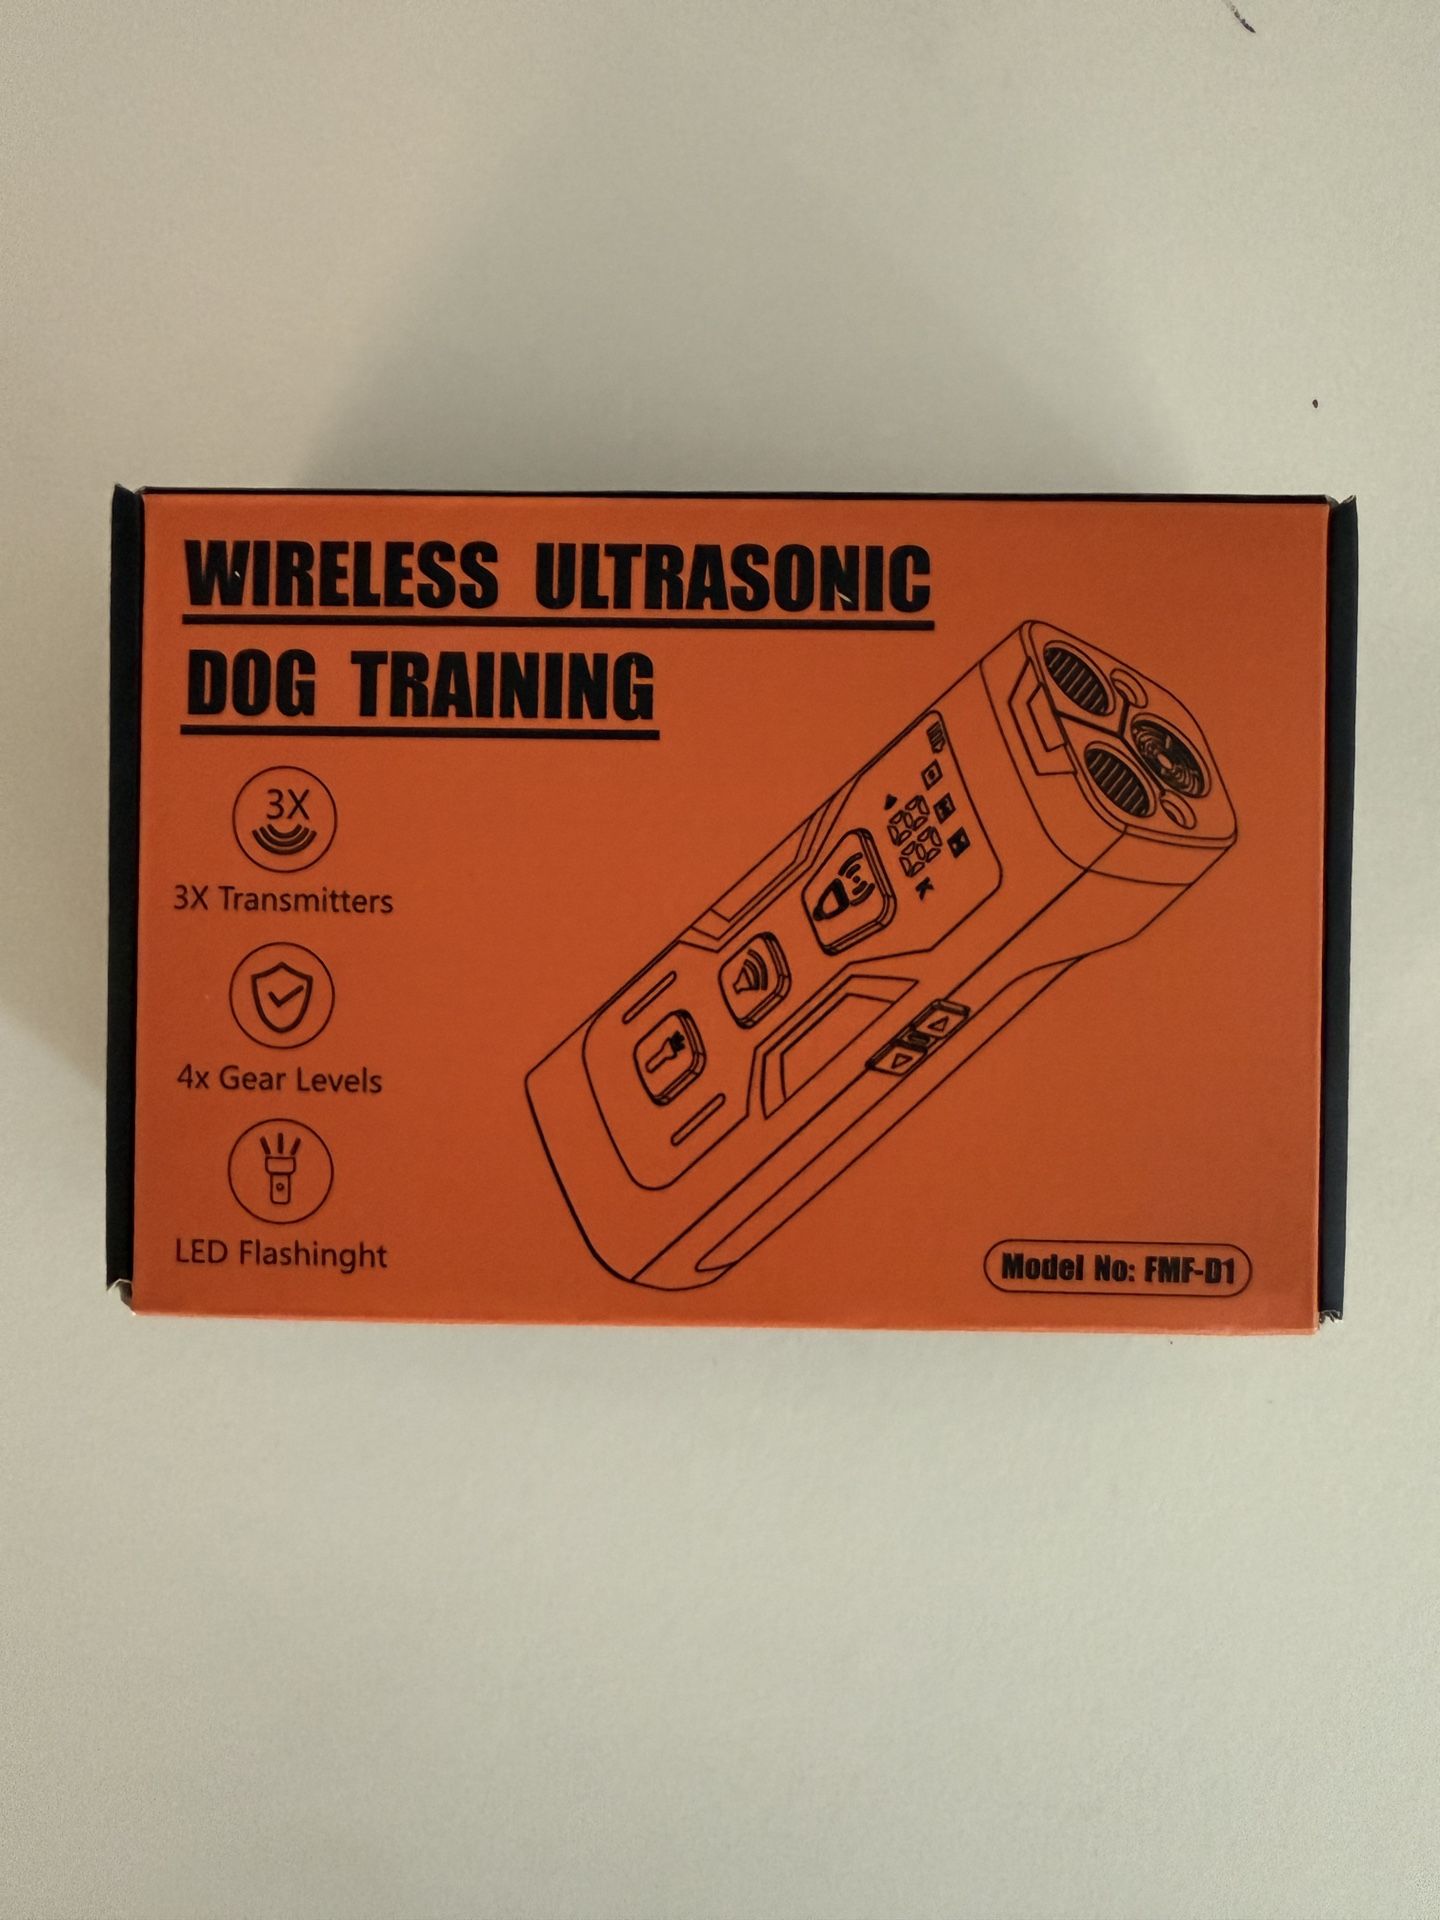 WIRELESS ULTRASONIC
DOG TRAINING
3X
3X Transmitters
4x Gear Levels
LED Flashinght
Model No: FMF-D1